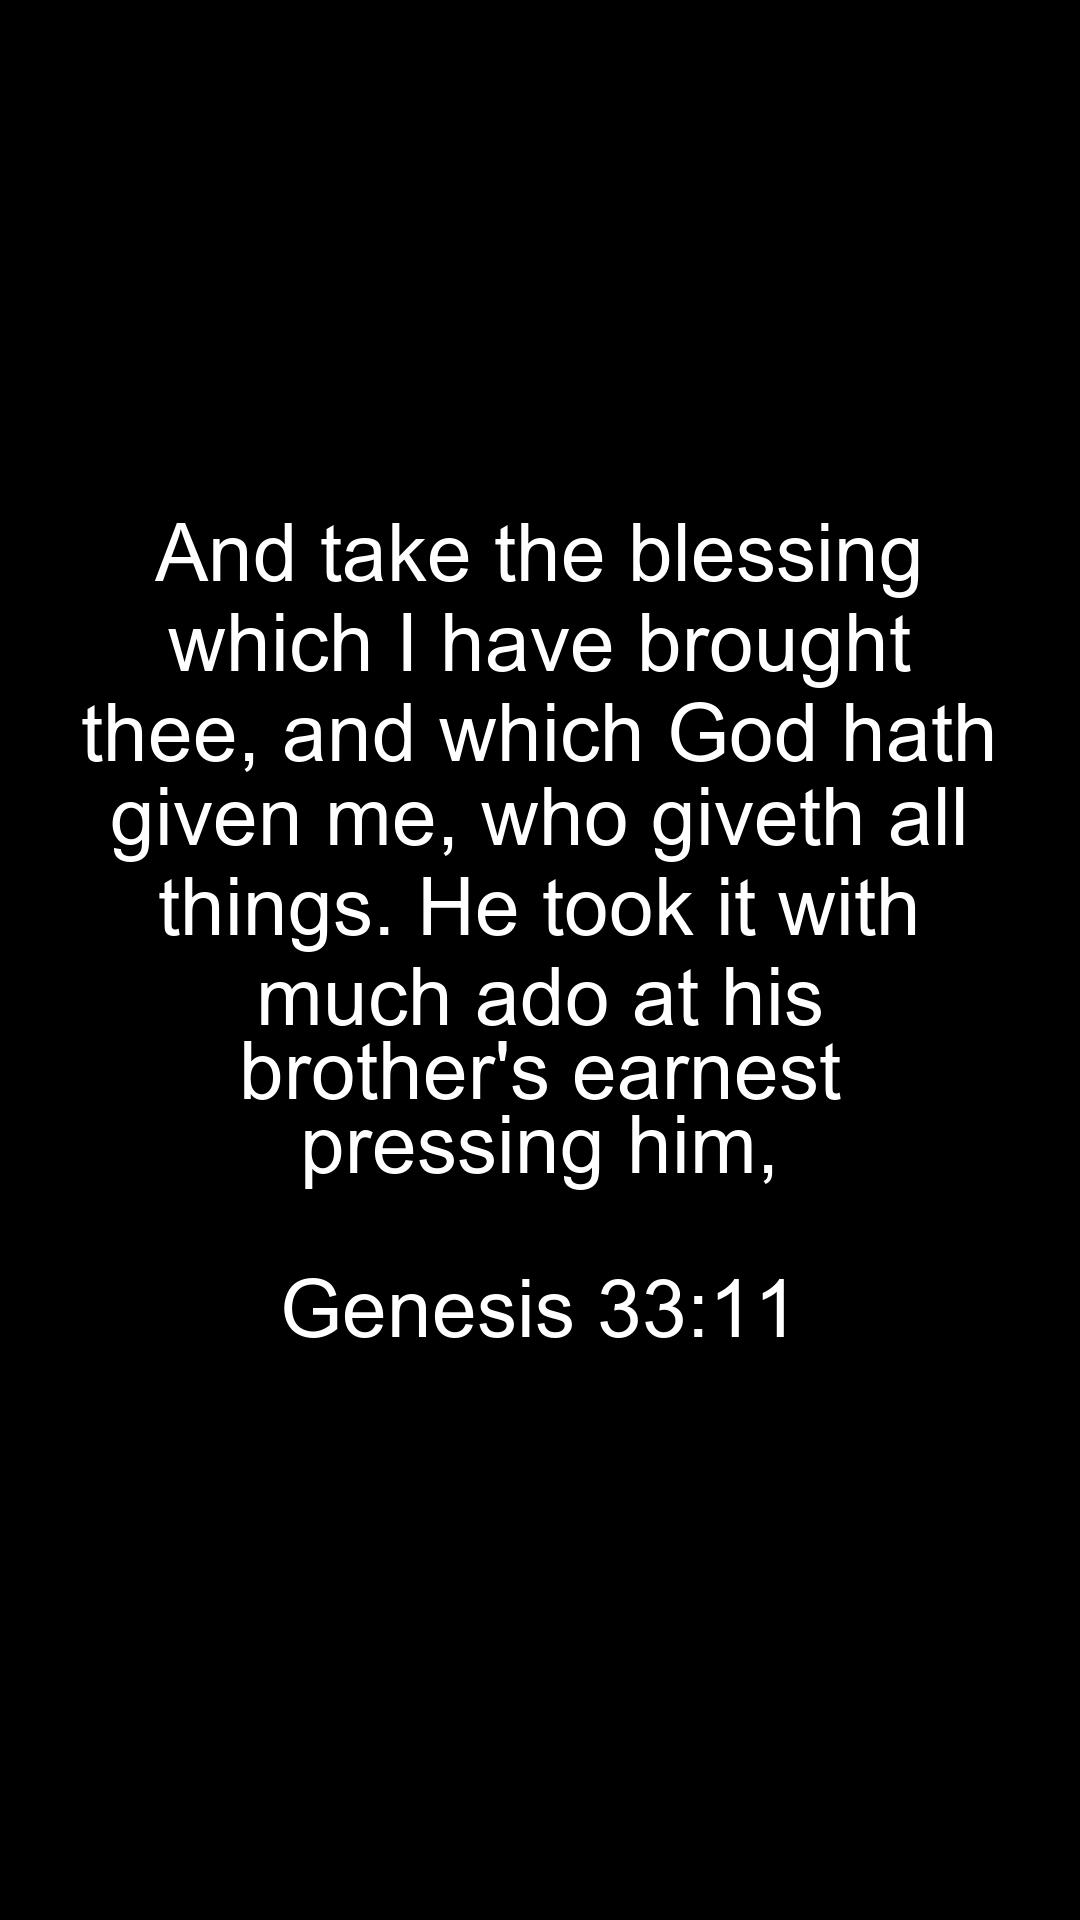 And take the blessing
which I have brought
thee, and which God hath
given me, who giveth all
things. He took it with
much ado at his
brother's earnest
pressing him,
Genesis 33:11